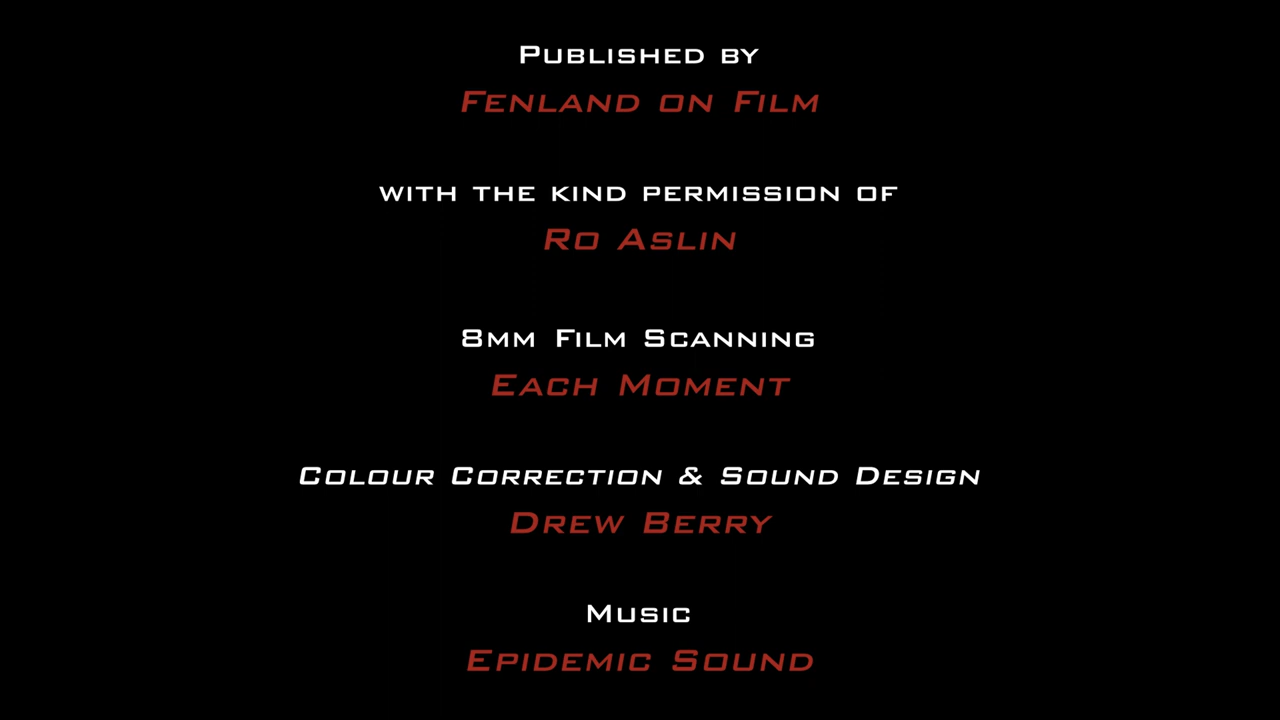 Published by
Fenland on Film
with the kind permission of
Ro Aslin
8mm Film Scanning
Each Moment
Colour Correction & Sound Design
Drew Berry
Music
Epidemic Sound